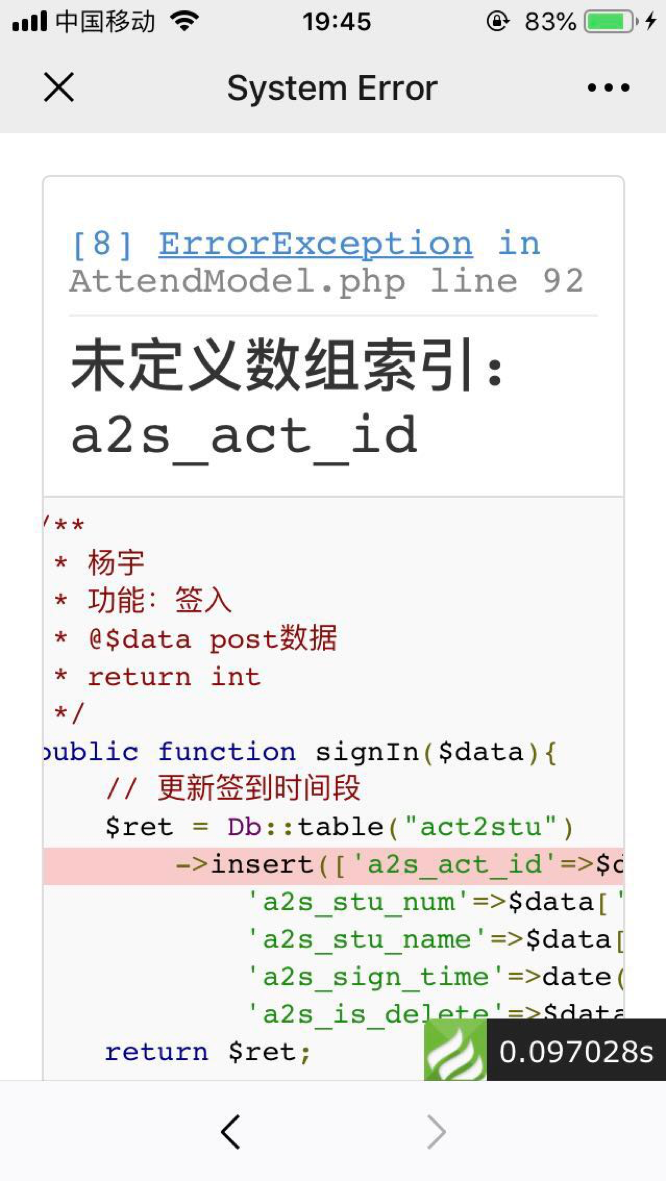 中国移动 19:45 83%
System Error
[8] ErrorException in
AttendModel.php line 92
未定义数组索引:
a2s_act_id
/**
* 杨宇
* 功能: 签入
* @$data post数据
* return int
*/
public function signIn($data){
// 更新签到时间段
$ret = Db::table("act2stu")
->insert(['a2s_act_id'=>$d
'a2s_stu_num'=>$data['
'a2s_stu_name'=>$data[
'a2s_sign_time'=>date(
'a2s_is_delete'=>$data
return $ret;
0.097028s